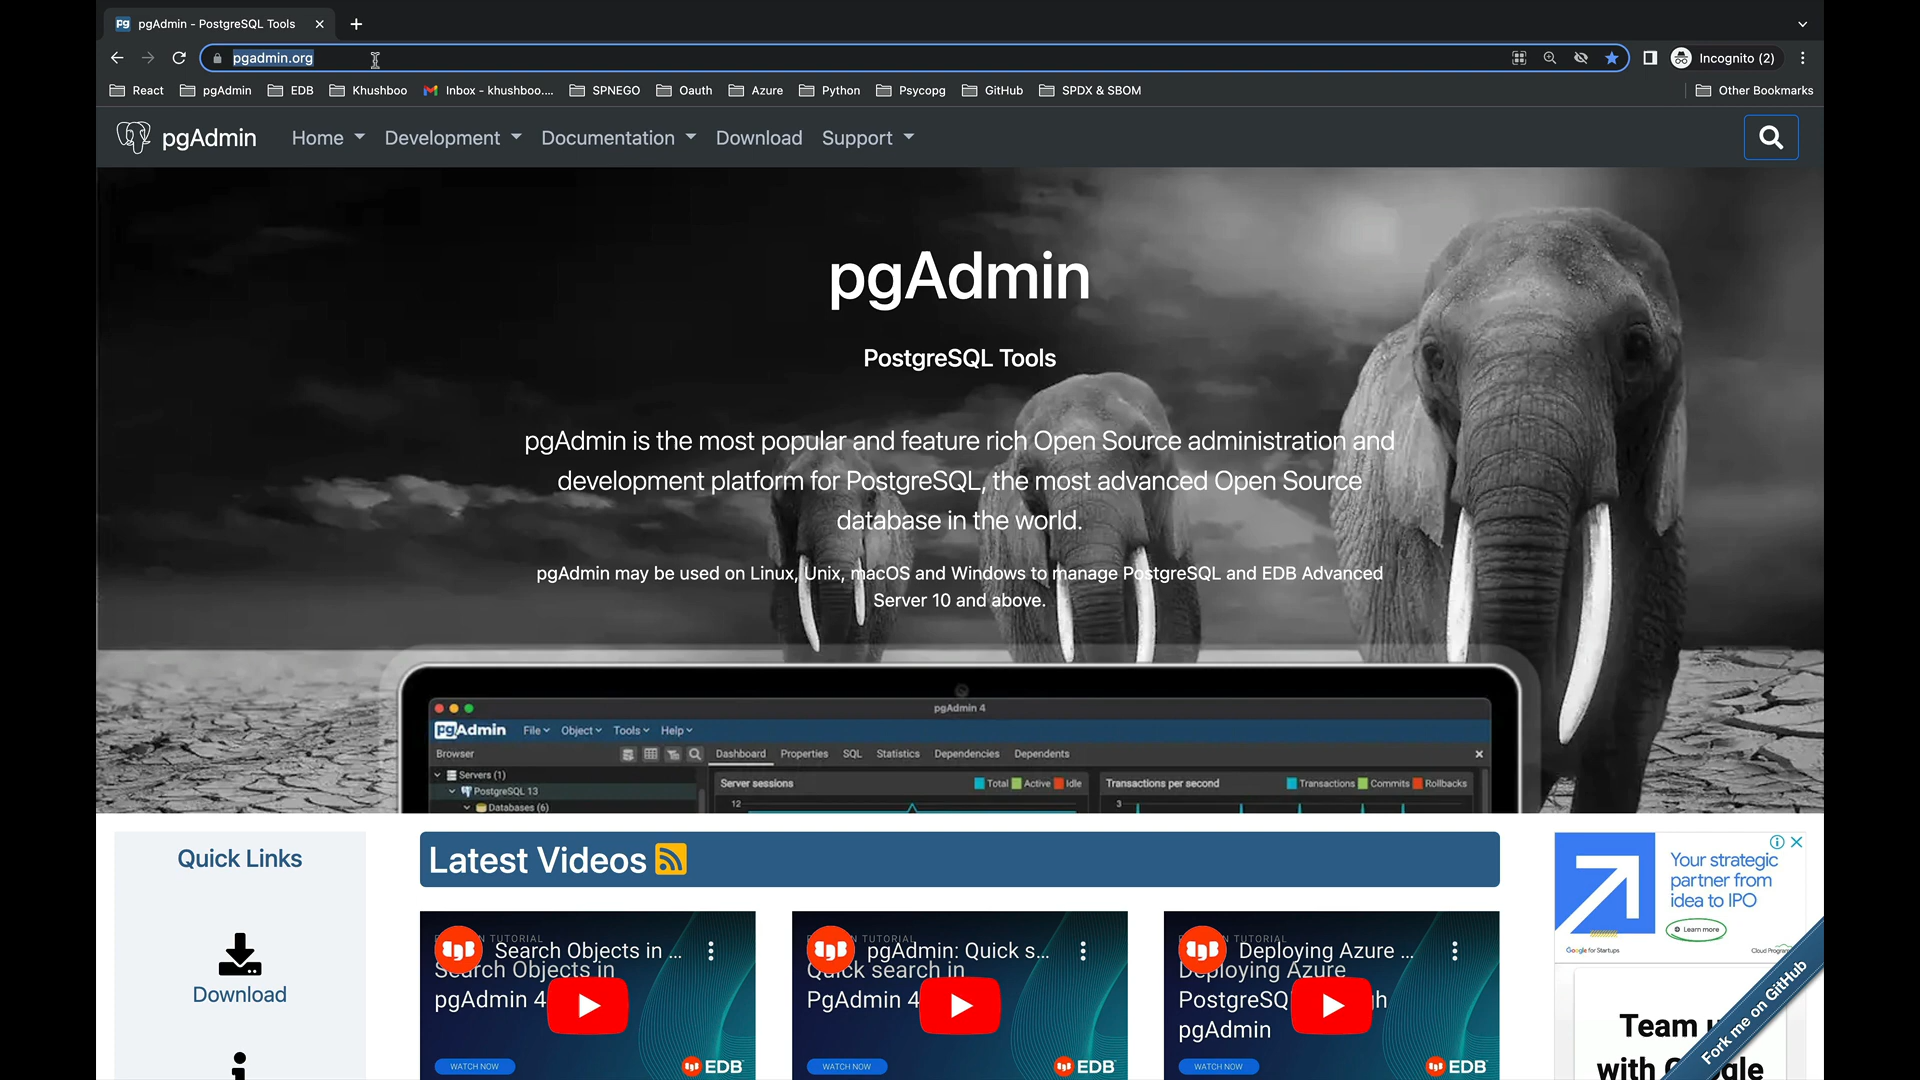 pgAdmin - PostgreSQL Tools
pgadmin.org
Incognito (2)
React pgAdmin EDB Khushboo Inbox - khushboo.... SPNEGO Oauth Azure Python Psycopg GitHub SPDX & SBOM Other Bookmarks
pgAdmin Home Development Documentation Download Support
pgAdmin
PostgreSQL Tools
pgAdmin is the most popular and feature rich Open Source administration and
development platform for PostgreSQL, the most advanced Open Source
database in the world.
pgAdmin may be used on Linux, Unix, macOS and Windows to manage PostgreSQL and EDB Advanced
Server 10 and above.
pgAdmin 4
pgAdmin File Object Tools Help
Browser Dashboard Properties SQL Statistics Dependencies Dependents
Servers (1) Server sessions Total Active Idle Transactions per second Transactions Commits Rollbacks
PostgreSQL 13
Databases (6) 12 3
Quick Links
Download
Latest Videos
Search Objects in ...
TUTORIAL
Search Objects in
pgAdmin 4
WATCH NOW EDB
pgAdmin: Quick s...
TUTORIAL
Quick search in
PgAdmin 4
WATCH NOW EDB
Deploying Azure ...
TUTORIAL
Deploying Azure
pgAdmin
WATCH NOW EDB
Your strategic
partner from
idea to IPO
Learn more
Google for Startups Cloud
Team
with
Fork me on GitHub